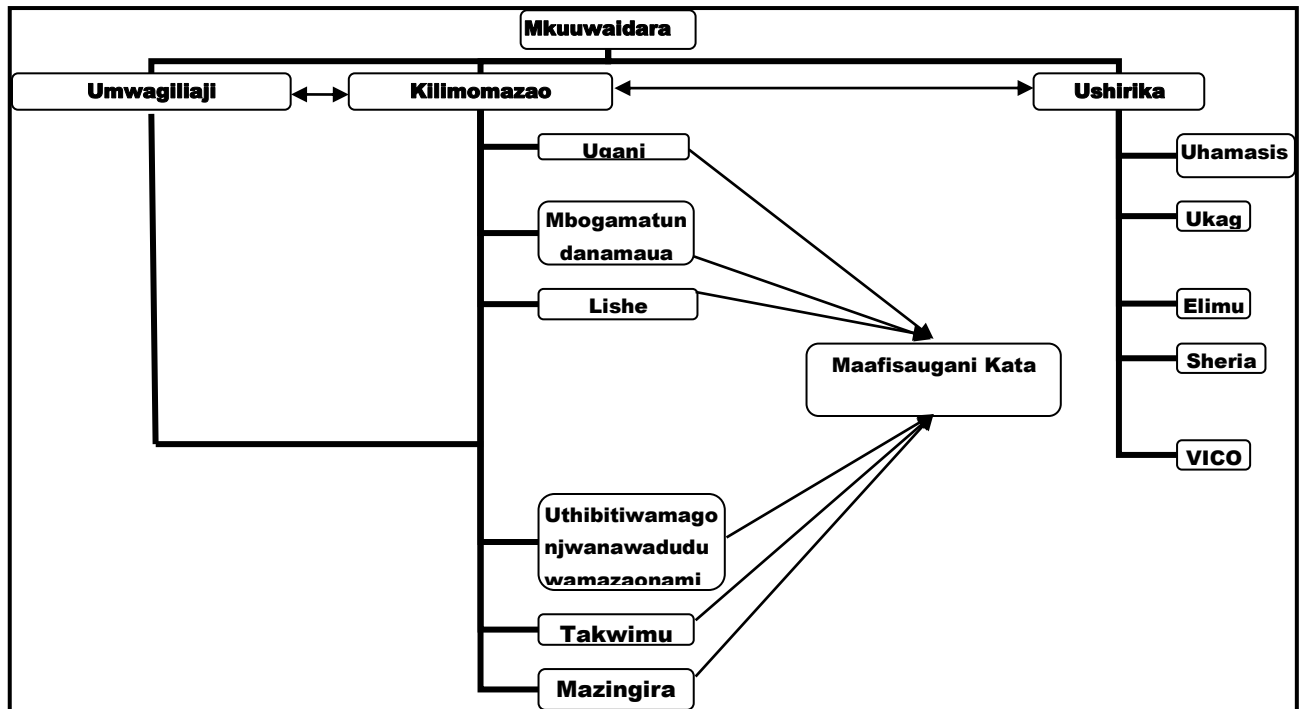 Mkuuwaidara
Umwagiliaji
Kilimomazao
Ushirika
Ugani
Mbogamatun
danamaua
Lishe
Maafisaugani Kata
Uthibitiwamago
njwanawadudu
wamazaonami
Takwimu
Mazingira
Uhamasis
Ukag
Elimu
Sheria
VICO